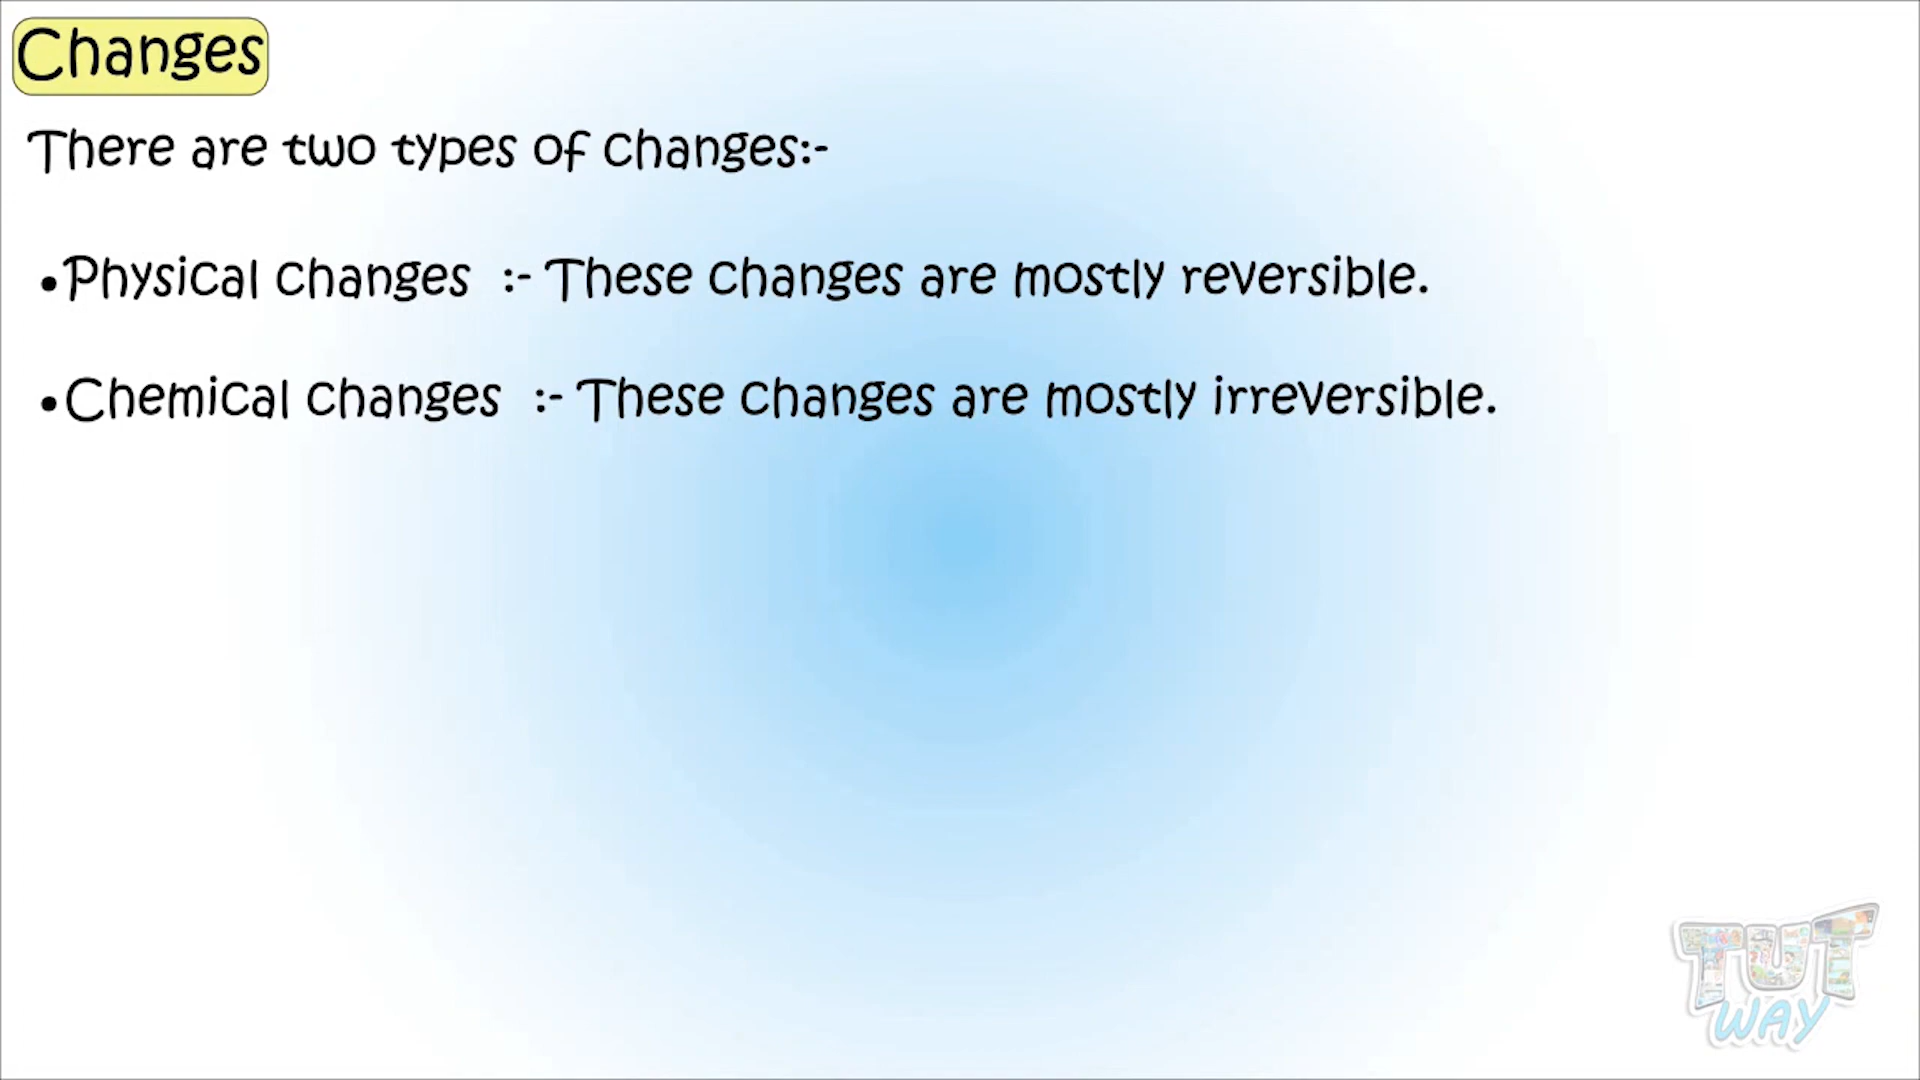 Changes
There are two types of changes:-
•Physical changes :- These changes are mostly reversible.
•Chemical changes :- These changes are mostly irreversible.
TUT
WAY